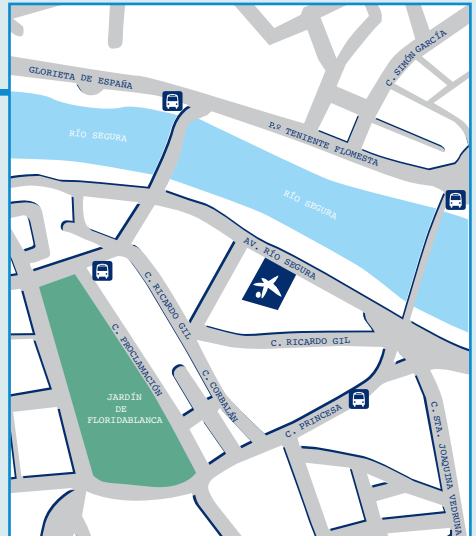 GLORIETA DE ESPAÑA
C. SIMÓN GARCÍA
P.º TENIENTE FLOMESTA
RÍO SEGURA
RÍO SEGURA
AV. RÍO SEGURA
C. RICARDO GIL
C. RICARDO GIL
C. PROCLAMACIÓN
C. CORBALÁN
JARDÍN
DE
FLORIDABLANCA
C. PRINCESA
C. STA. JOAQUINA VEDRUNA